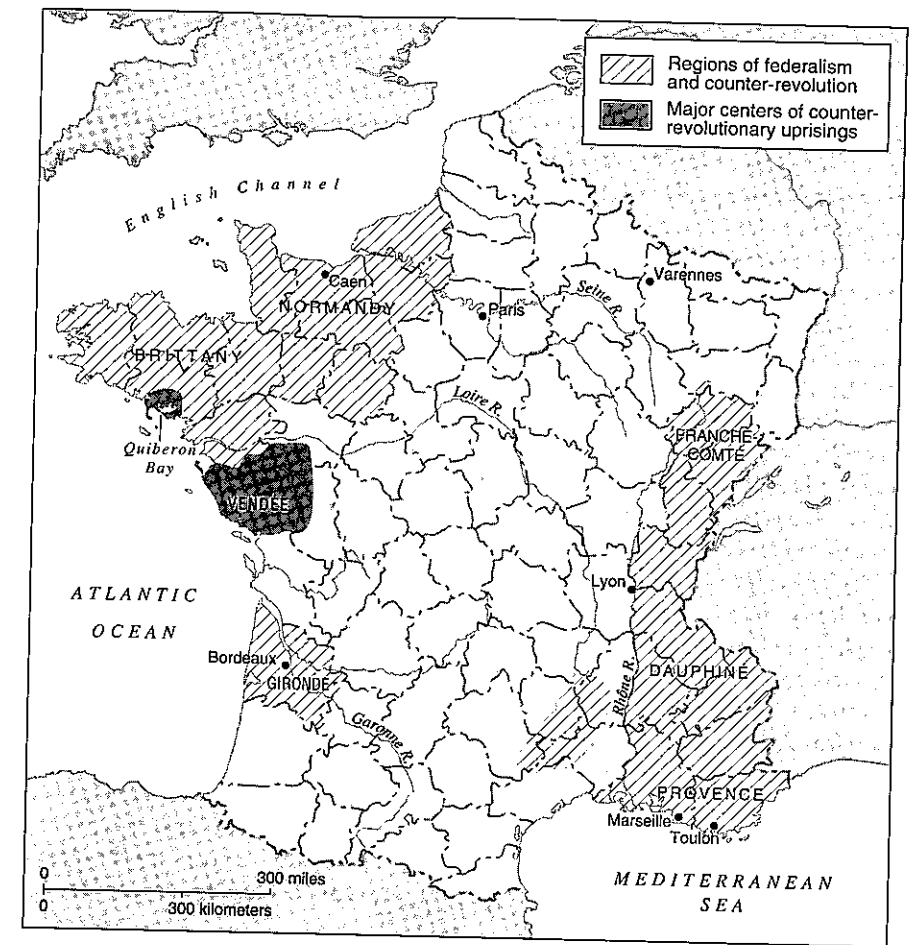 Regions of federalism
and counter-revolution
Major centers of counter-
revolutionary uprisings
English Channel
Caen
NORMANDY
Varennes
Seine R.
Paris
BRITTANY
Loire R.
Quiberon
Bay
FRANCHE-
COMTÉ
VENDÉE
Lyon
ATLANTIC
OCEAN
Bordeaux
GIRONDE
Rhône R.
DAUPHINE
Garonne R.
PROVENCE
Marseille
Toulon
0
300 miles
0
300 kilometers
MEDITERRANEAN
SEA